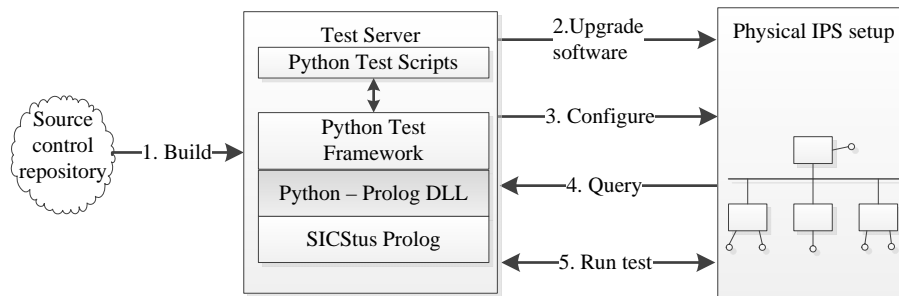 Source
control
repository
1. Build
Test Server
Python Test Scripts
Python Test
Framework
Python – Prolog DLL
SICStus Prolog
2.Upgrade
software
3. Configure
4. Query
5. Run test
Physical IPS setup